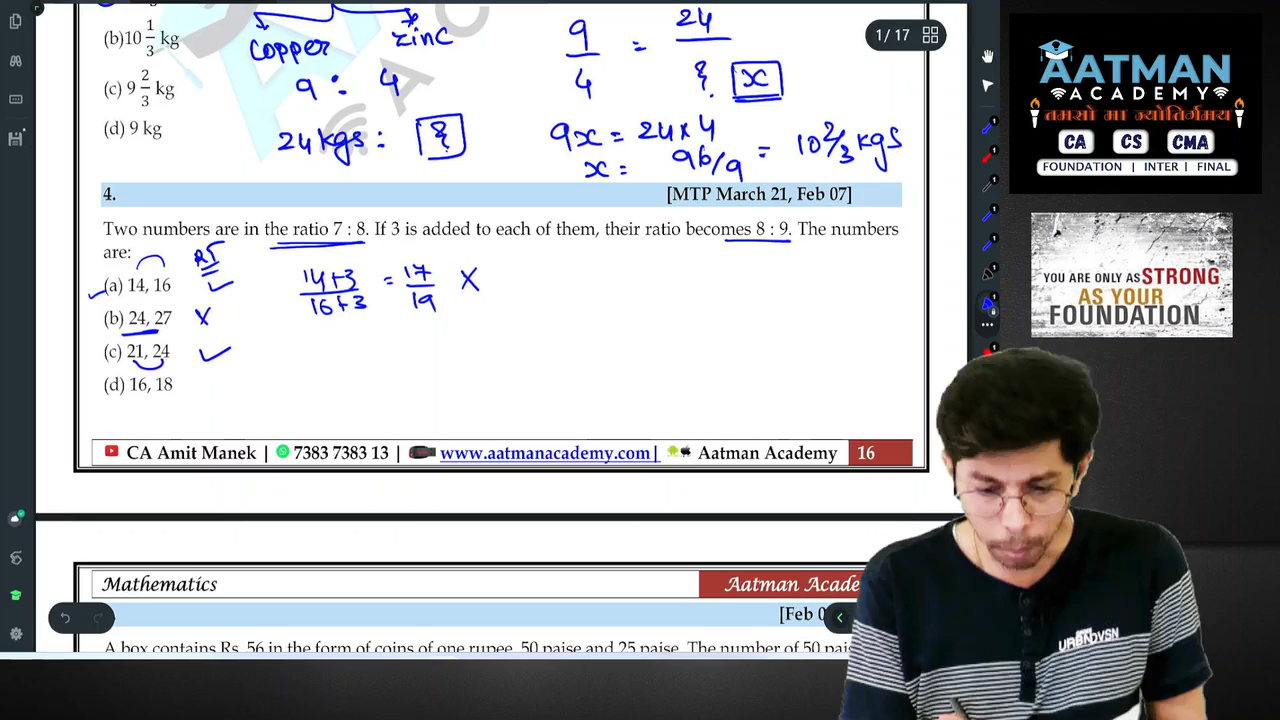 (b)10 1/3 kg
(c) 9 2/3 kg
(d) 9 kg
copper zinc
9 : 4
24 kgs : ?
9/4 = 24/? x
9x = 24 x 4
x = 96/9 = 10 2/3 kgs
1 / 17
4. [MTP March 21, Feb 07]
Two numbers are in the ratio 7 : 8. If 3 is added to each of them, their ratio becomes 8 : 9. The numbers
are:
(a) 14, 16
(b) 24, 27
(c) 21, 24
(d) 16, 18
14+3/16+3 = 17/19 X
CA Amit Manek | 7383 7383 13 | www.aatmanacademy.com| Aatman Academy 16
Mathematics Aatman Acade
[Feb 0
A box contains Rs. 56 in the form of coins of one rupee, 50 paise and 25 paise. The number of 50 pais
AATMAN
ACADEMY
तमसो मा ज्योतिर्गमय
CA CS CMA
FOUNDATION | INTER | FINAL
YOU ARE ONLY AS STRONG
AS YOUR
FOUNDATION
URBNDVSN